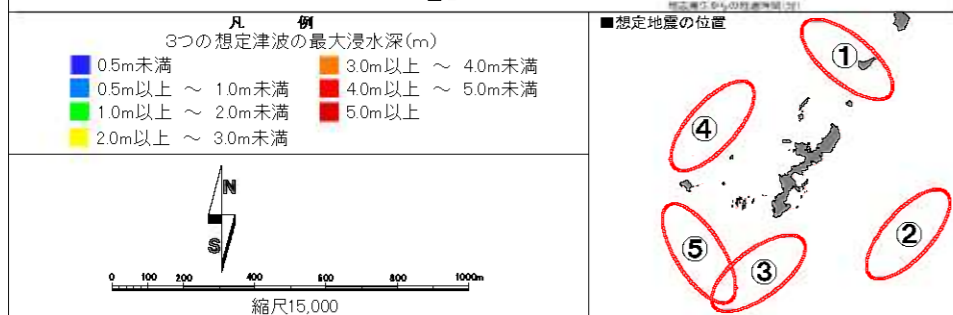 凡 例
3つの想定津波の最大浸水深(m)
0.5m未満
0.5m以上 ～ 1.0m未満
1.0m以上 ～ 2.0m未満
2.0m以上 ～ 3.0m未満
3.0m以上 ～ 4.0m未満
4.0m以上 ～ 5.0m未満
5.0m以上
N
S
0 100 200 400 600 800 1000m
縮尺15,000
■想定地震の位置
①
④
②
⑤
③